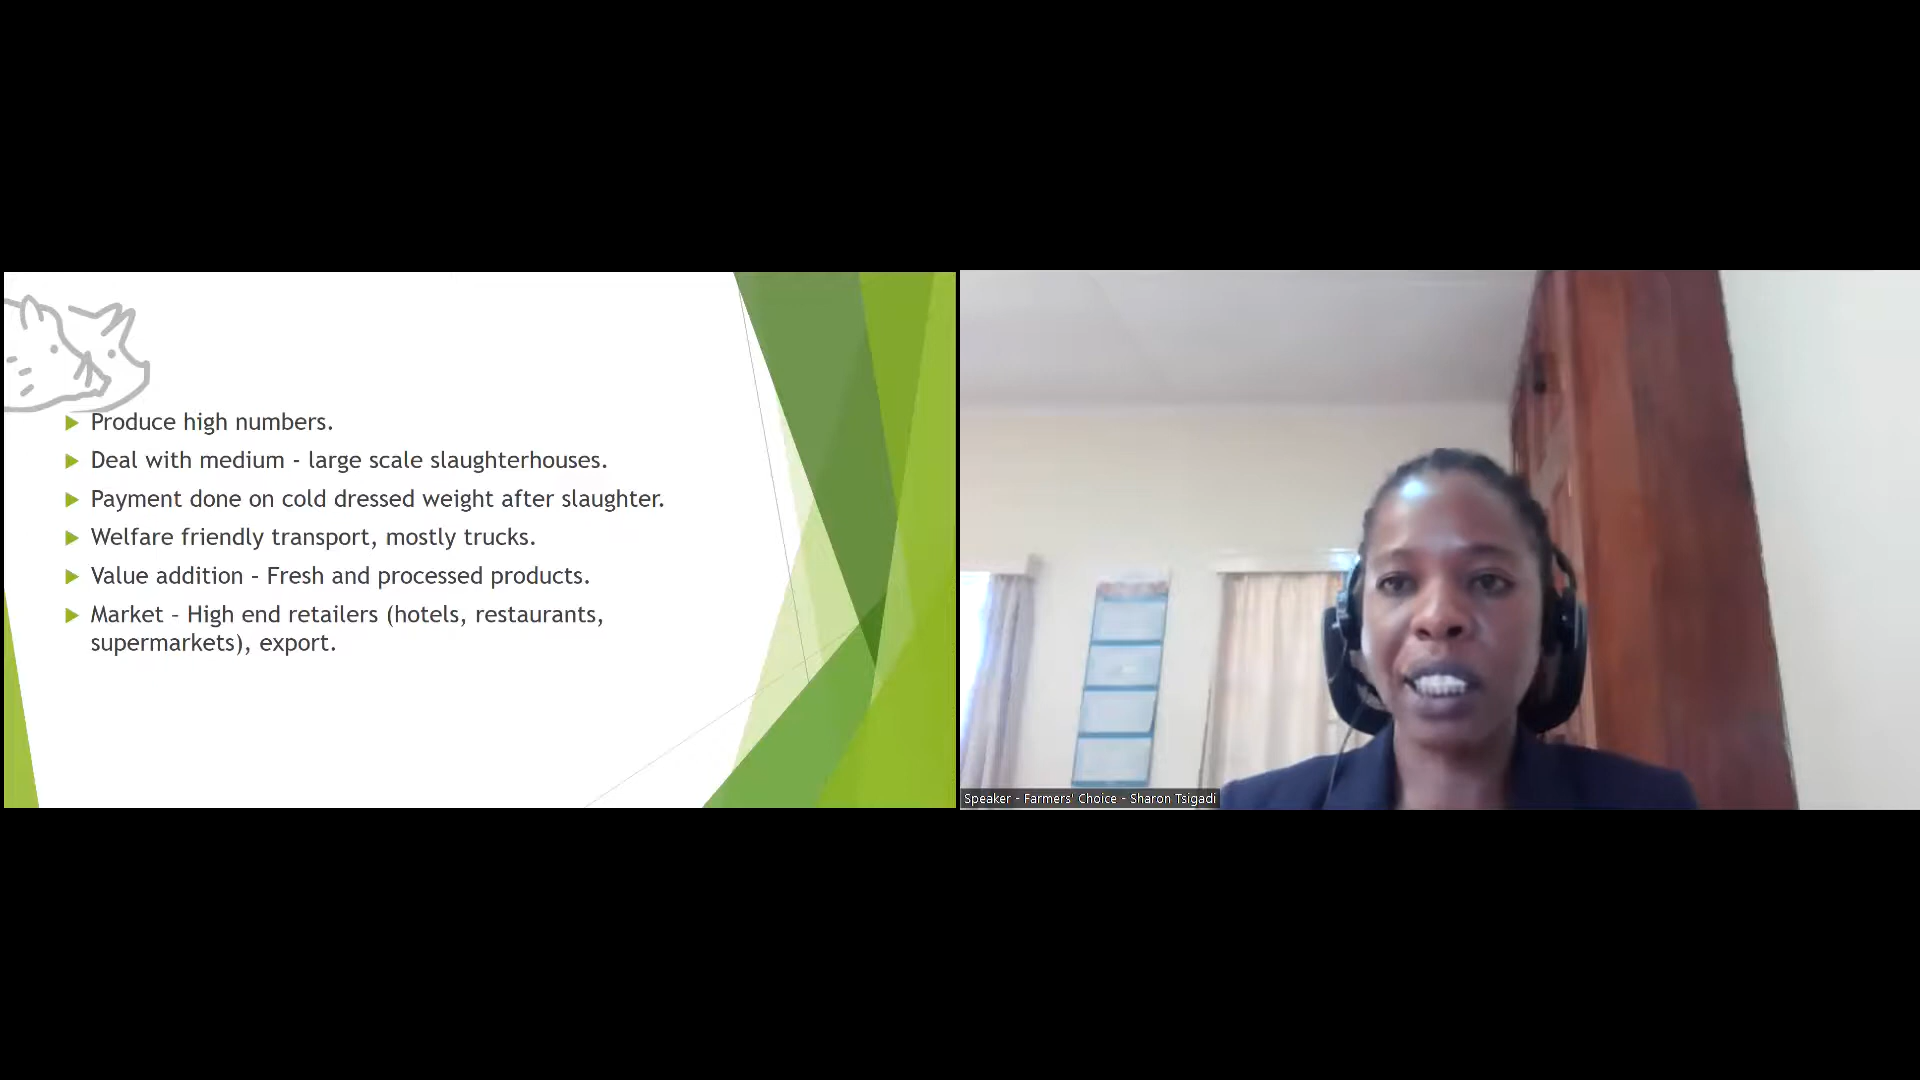 Produce high numbers.
Deal with medium - large scale slaughterhouses.
Payment done on cold dressed weight after slaughter.
Welfare friendly transport, mostly trucks.
Value addition – Fresh and processed products.
Market – High end retailers (hotels, restaurants,
supermarkets), export.
Speaker - Farmers' Choice - Sharon Tsigadi